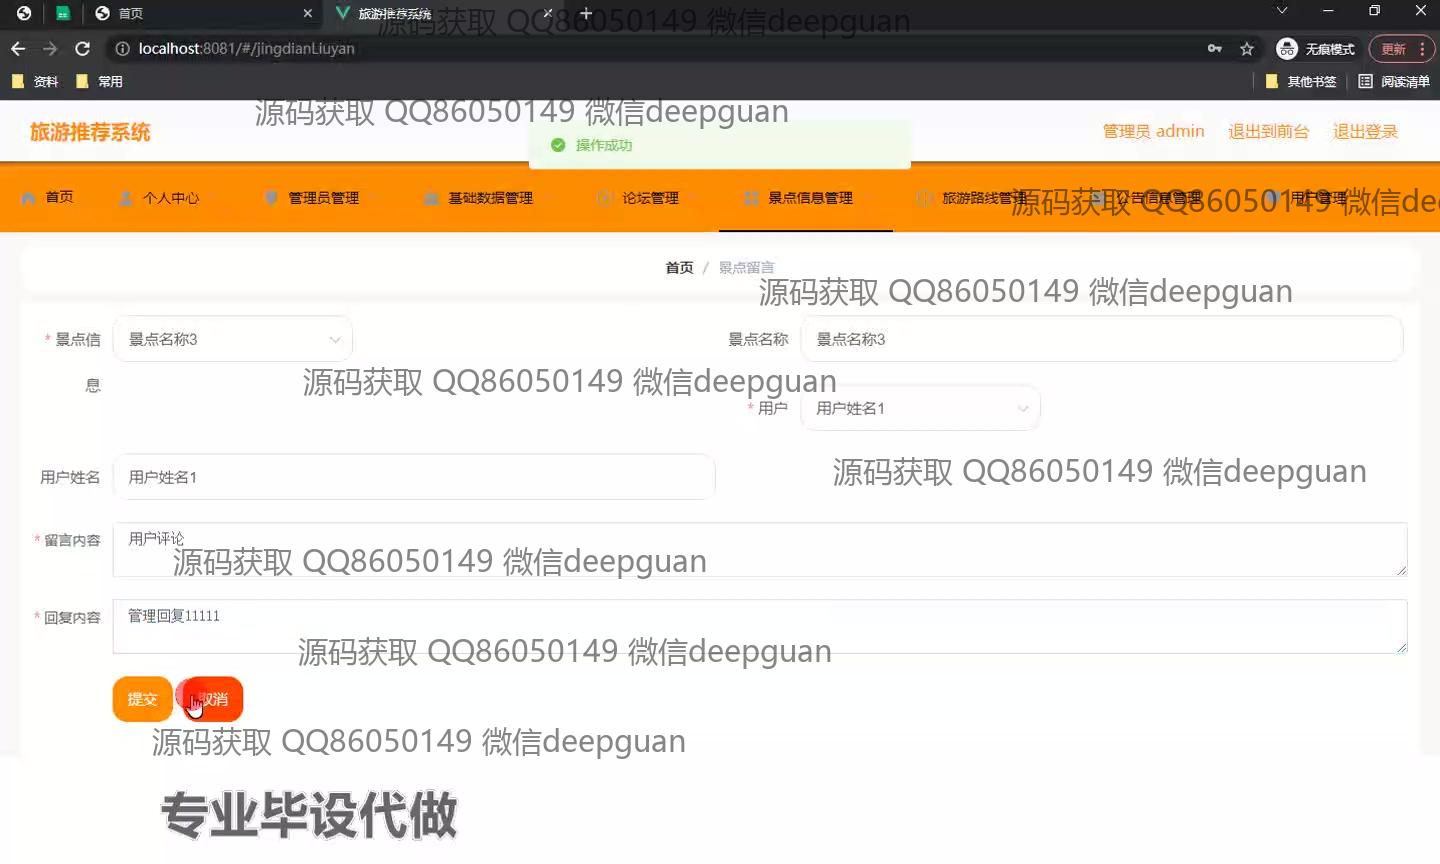 首页
旅游推荐系统
源码获取 QQ86050149 微信deepguan
localhost:8081/#/jingdianLiuyan
无痕模式
更新
资料
常用
其他书签
阅读清单
源码获取 QQ86050149 微信deepguan
旅游推荐系统
操作成功
管理员 admin
退出到前台
退出登录
首页
个人中心
管理员管理
基础数据管理
论坛管理
景点信息管理
旅游路线管理
公告信息管理
用户管理
源码获取 QQ86050149 微信de
首页 / 景点留言
源码获取 QQ86050149 微信deepguan
* 景点信息
景点名称3
景点名称
景点名称3
源码获取 QQ86050149 微信deepguan
* 用户
用户姓名1
用户姓名
用户姓名1
源码获取 QQ86050149 微信deepguan
* 留言内容
用户评论
源码获取 QQ86050149 微信deepguan
* 回复内容
管理回复11111
源码获取 QQ86050149 微信deepguan
提交
取消
源码获取 QQ86050149 微信deepguan
专业毕设代做